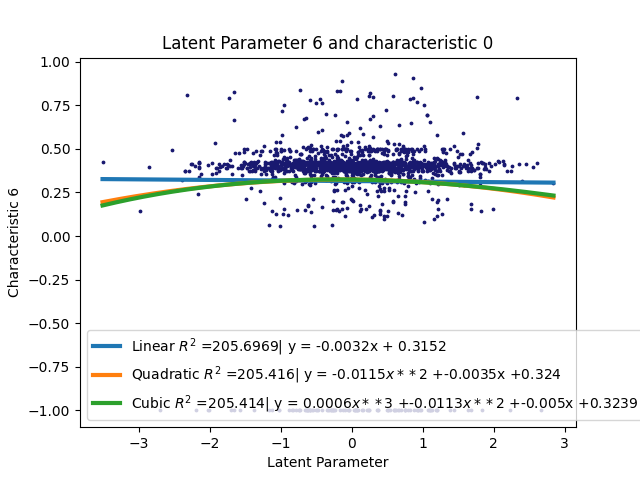 Latent Parameter 6 and characteristic 0
1.00
0.75
0.50
0.25
0.00
−0.25
−0.50
−0.75
−1.00
Characteristic 6
Linear R² =205.6969| y = -0.0032x + 0.3152
Quadratic R² =205.416| y = -0.0115x * *2 +-0.0035x +0.324
Cubic R² =205.414| y = 0.0006x * *3 +-0.0113x * *2 +-0.005x +0.3239
−3 −2 −1 0 1 2 3
Latent Parameter